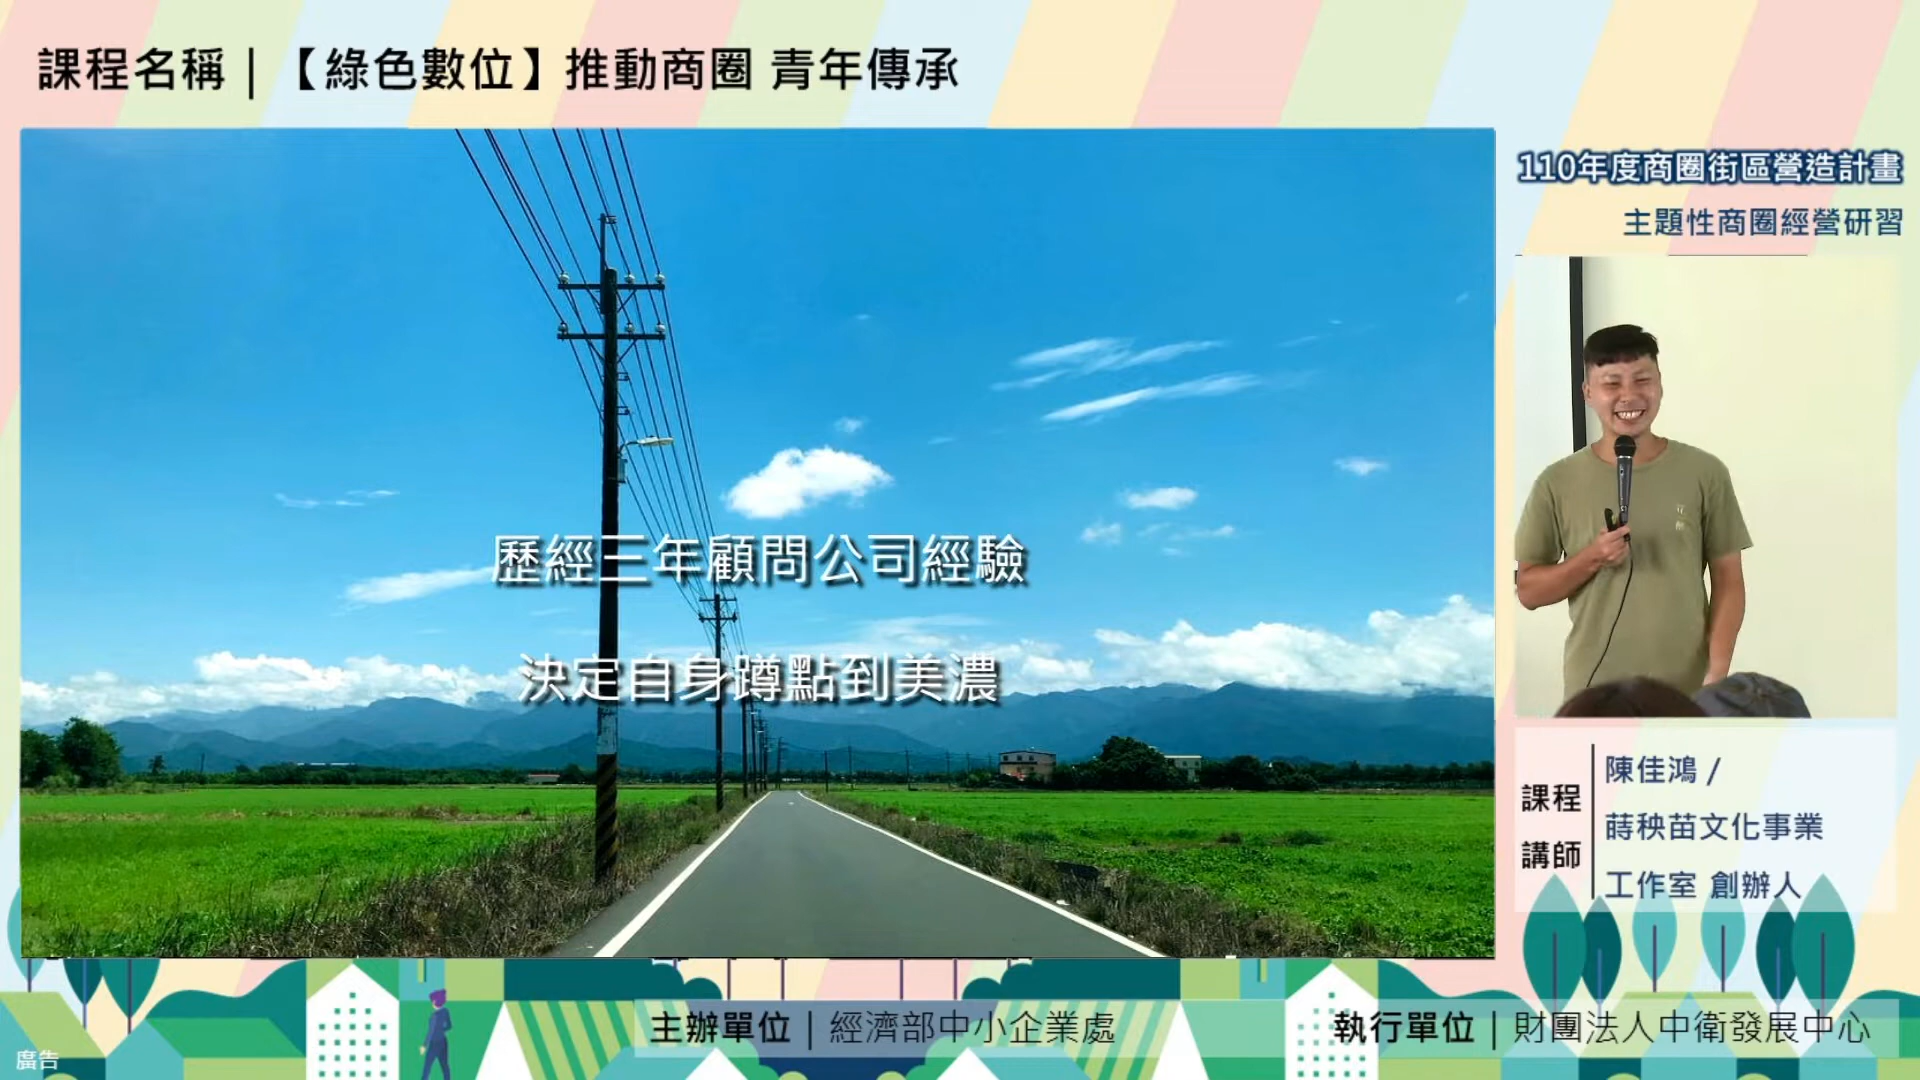 課程名稱|【綠色數位】推動商圈 青年傳承
110年度商圈街區營造計畫
主題性商圈經營研習
歷經三年顧問公司經驗
決定自身蹲點到美濃
課程
講師
陳佳鴻 /
蒔秧苗文化事業
工作室 創辦人
主辦單位|經濟部中小企業處
執行單位|財團法人中衛發展中心
廣告